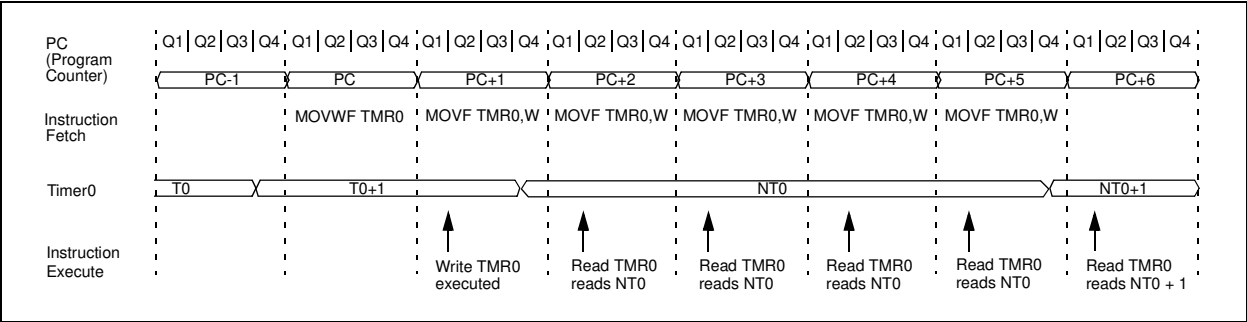 PC
(Program
Counter)
Q1 Q2 Q3 Q4 Q1 Q2 Q3 Q4 Q1 Q2 Q3 Q4 Q1 Q2 Q3 Q4 Q1 Q2 Q3 Q4 Q1 Q2 Q3 Q4 Q1 Q2 Q3 Q4 Q1 Q2 Q3 Q4
PC-1 PC PC+1 PC+2 PC+3 PC+4 PC+5 PC+6
Instruction
Fetch
MOVWF TMR0 MOVF TMR0,W MOVF TMR0,W MOVF TMR0,W MOVF TMR0,W MOVF TMR0,W
Timer0
T0 T0+1 NT0 NT0+1
Instruction
Execute
Write TMR0
executed
Read TMR0
reads NT0
Read TMR0
reads NT0
Read TMR0
reads NT0
Read TMR0
reads NT0
Read TMR0
reads NT0 + 1